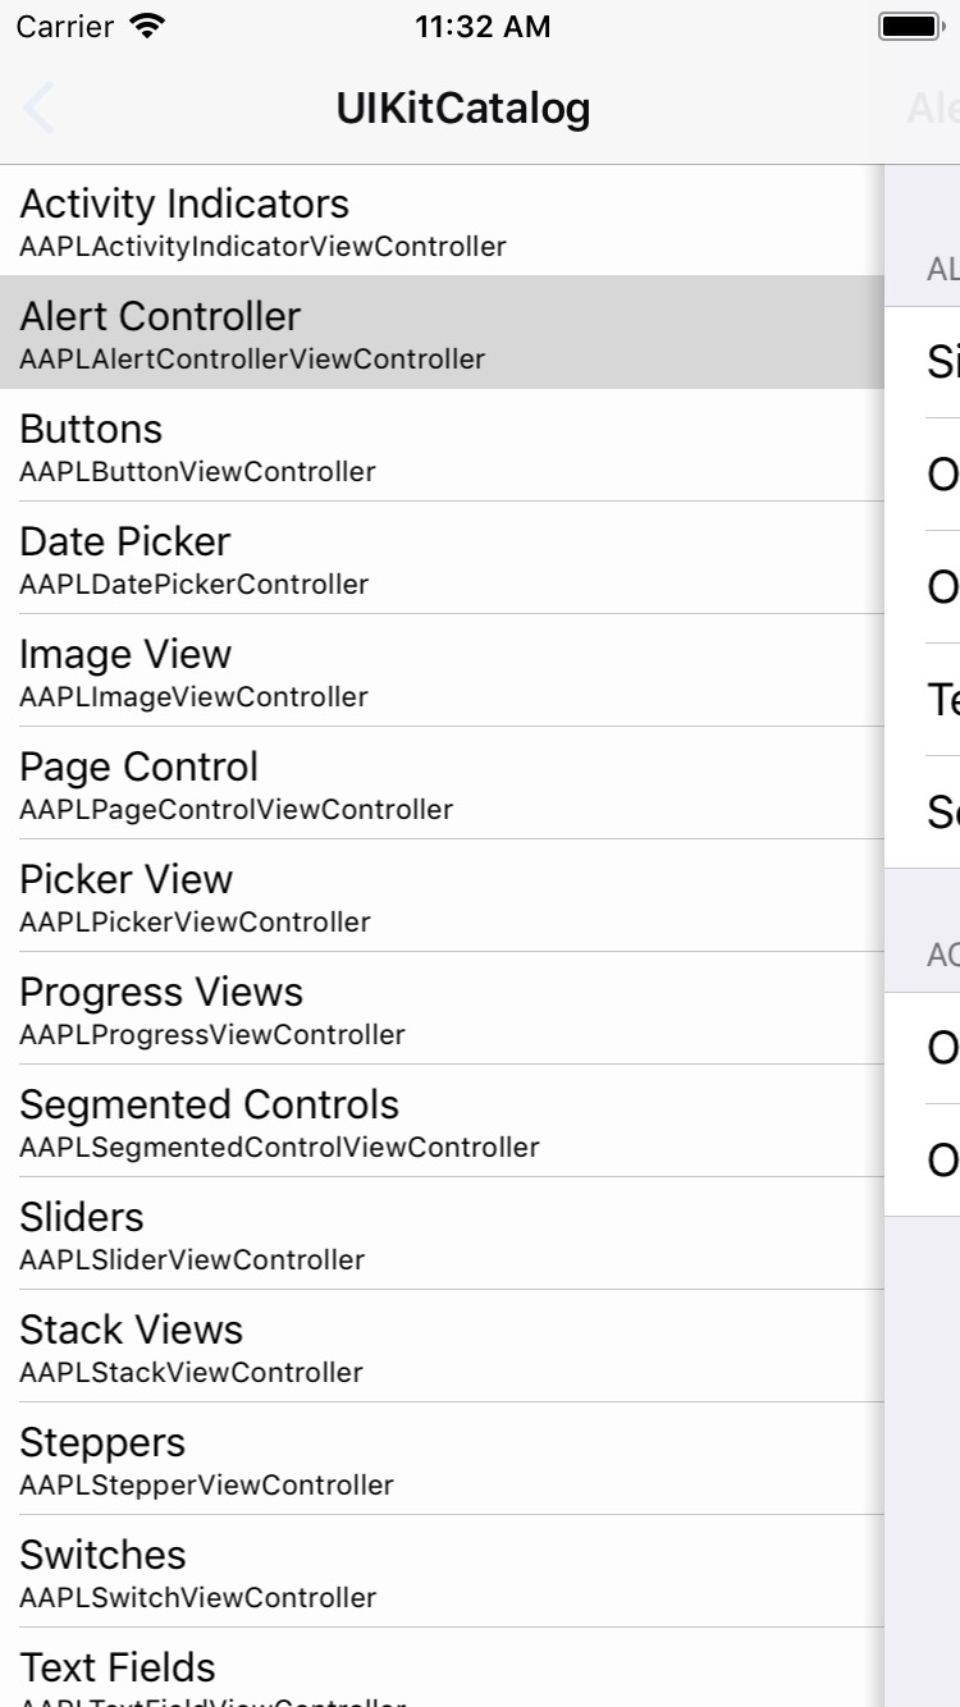 Carrier 11:32 AM
UIKitCatalog Ale
Activity Indicators
AAPLActivityIndicatorViewController
Alert Controller
AAPLAlertControllerViewController
Buttons
AAPLButtonViewController
Date Picker
AAPLDatePickerController
Image View
AAPLImageViewController
Page Control
AAPLPageControlViewController
Picker View
AAPLPickerViewController
Progress Views
AAPLProgressViewController
Segmented Controls
AAPLSegmentedControlViewController
Sliders
AAPLSliderViewController
Stack Views
AAPLStackViewController
Steppers
AAPLStepperViewController
Switches
AAPLSwitchViewController
Text Fields
AAPLTextFieldViewController
AL
Si
O
O
Te
Se
AC
O
O